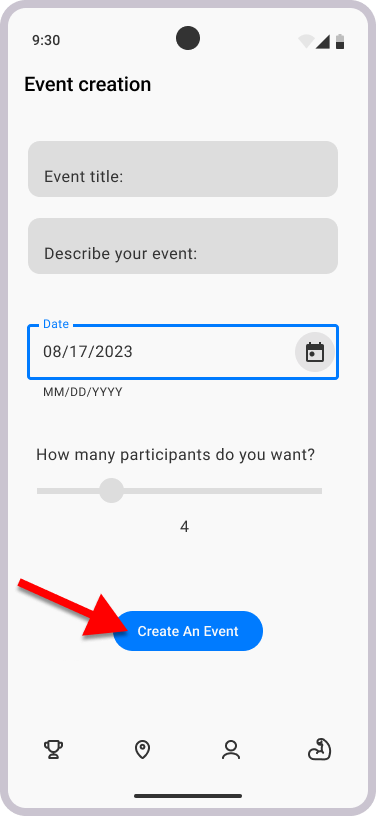 9:30
Event creation
Event title:
Describe your event:
Date
08/17/2023
MM/DD/YYYY
How many participants do you want?
4
Create An Event